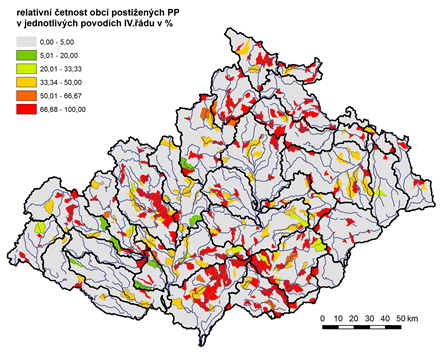 relativní četnost obcí postižených PP
v jednotlivých povodích IV.řádu v %
0,00 - 5,00
5,01 - 20,00
20,01 - 33,33
33,34 - 50,00
50,01 - 66,67
66,68 - 100,00
0 10 20 30 40 50 km